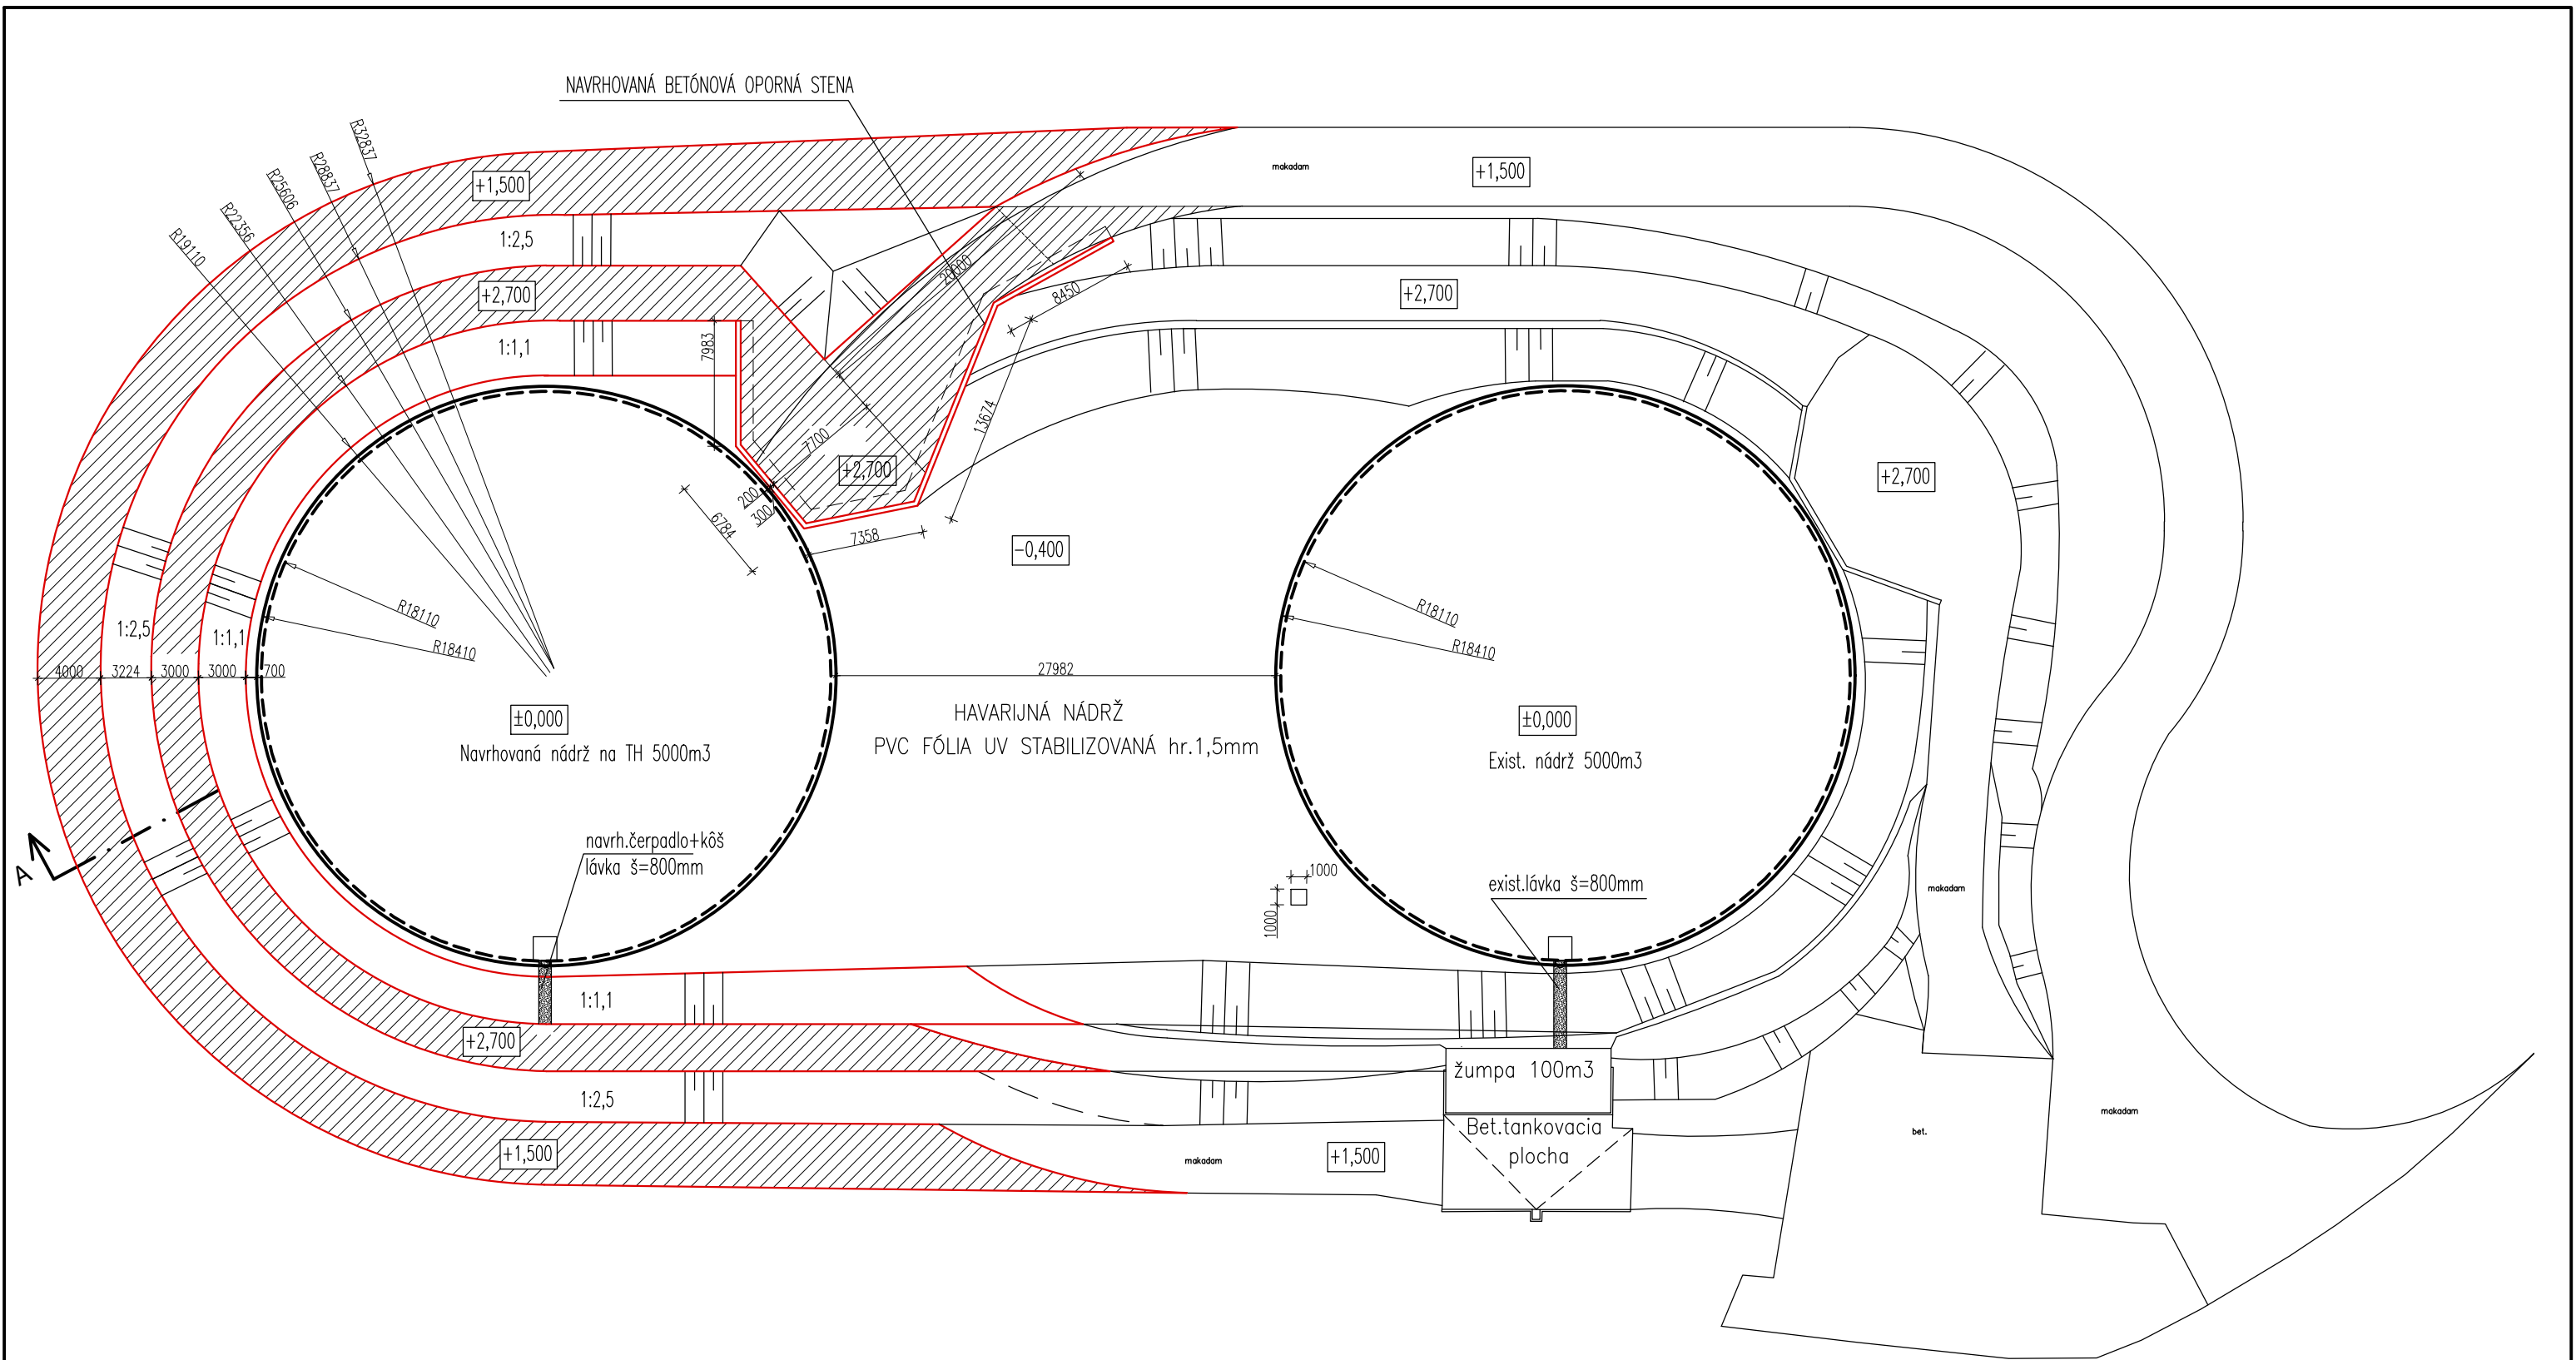 NAVRHOVANÁ BETÓNOVÁ OPORNÁ STENA
R32837
R28837
R25606
R22356
R19110
+1,500
makadam
+1,500
1:2,5
+2,700
+2,700
20000
8450
1:1,1
7983
13674
7700
+2,700
+2,700
200
300
6784
7358
-0,400
R18110
R18410
R18110
R18410
1:2,5
1:1,1
4000
3224
3000
3000
700
27982
±0,000
Navrhovaná nádrž na TH 5000m3
HAVARIJNÁ NÁDRŽ
PVC FÓLIA UV STABILIZOVANÁ hr.1,5mm
±0,000
Exist. nádrž 5000m3
A
navrh.čerpadlo+kôš
lávka š=800mm
1000
1000
exist.lávka š=800mm
makadam
1:1,1
+2,700
žumpa 100m3
1:2,5
makadam
Bet.tankovacia
plocha
bet.
+1,500
makadam
+1,500